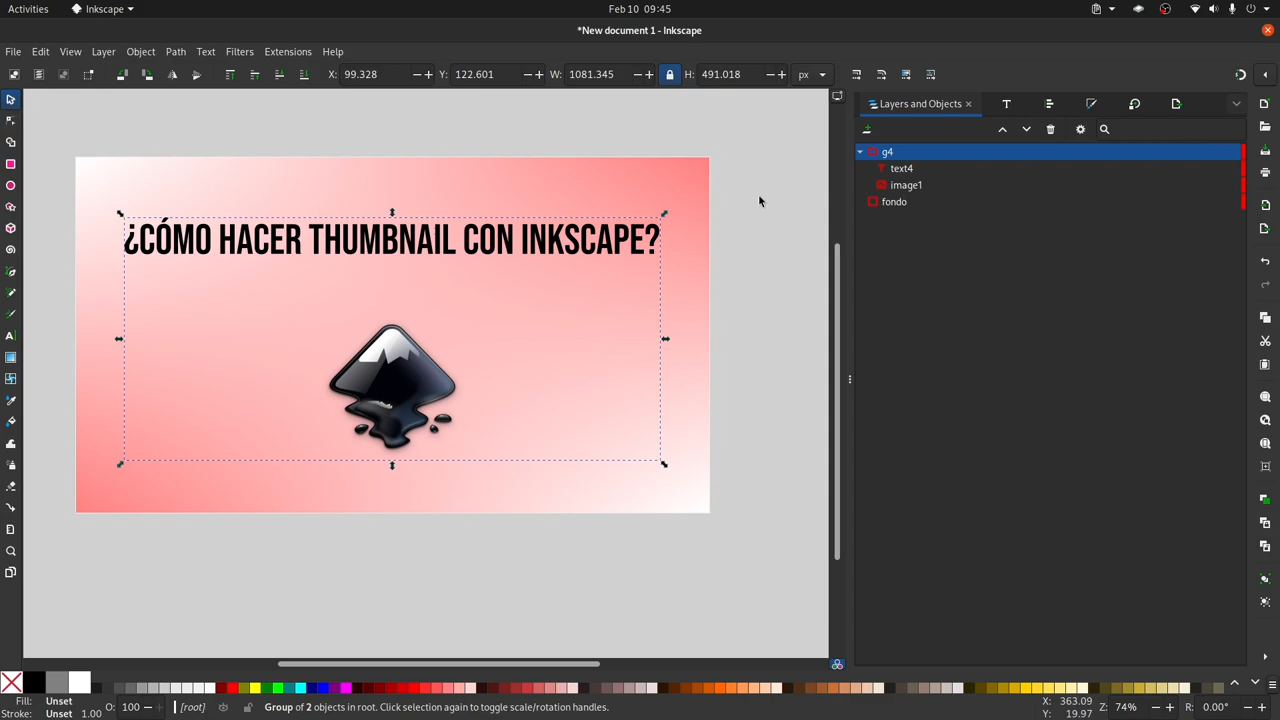 Activities
Inkscape
Feb 10 09:45
*New document 1 - Inkscape
File Edit View Layer Object Path Text Filters Extensions Help
X: 99.328 Y: 122.601 W: 1081.345 H: 491.018 px
Layers and Objects
g4
text4
image1
fondo
¿CÓMO HACER THUMBNAIL CON INKSCAPE?
Fill: Unset
Stroke: Unset 1.00
O: 100
[root]
Group of 2 objects in root. Click selection again to toggle scale/rotation handles.
X: 363.09
Y: 19.97
Z: 74%
R: 0.00°